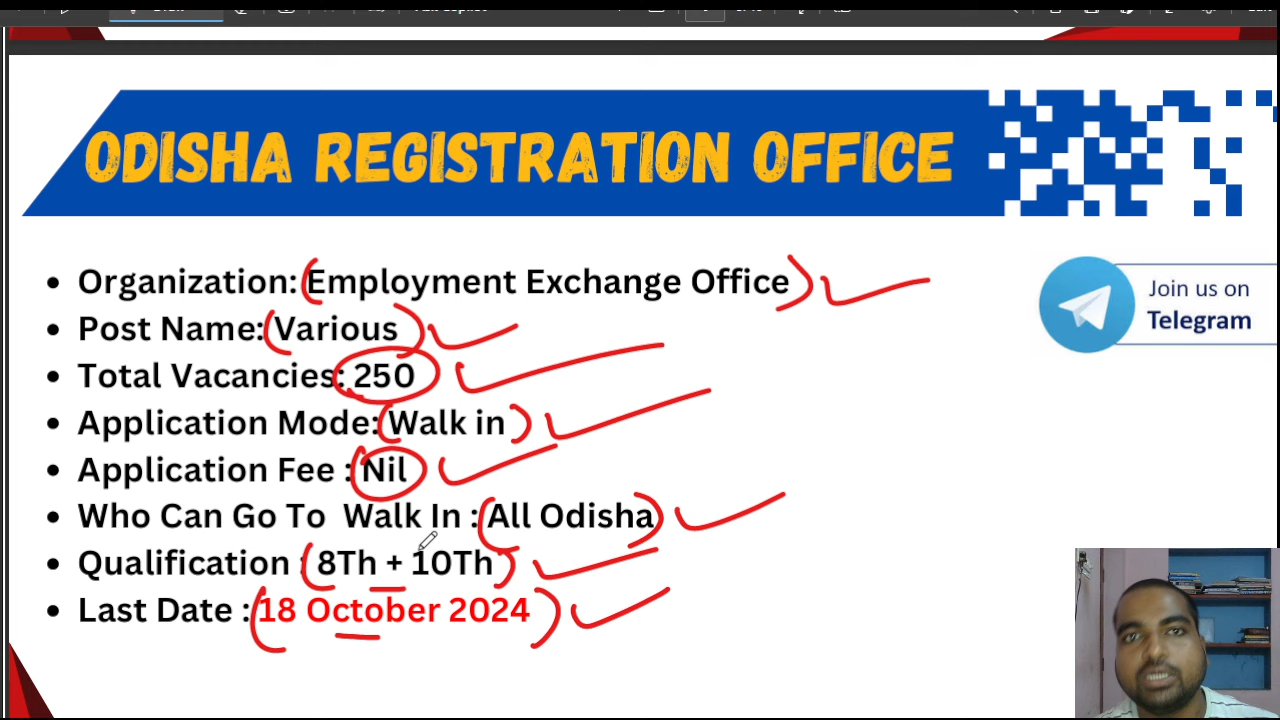 ODISHA REGISTRATION OFFICE
• Organization: Employment Exchange Office
• Post Name: Various
• Total Vacancies: 250
• Application Mode: Walk in
• Application Fee : Nil
• Who Can Go To Walk In : All Odisha
• Qualification : 8Th + 10Th
• Last Date : 18 October 2024
Join us on
Telegram